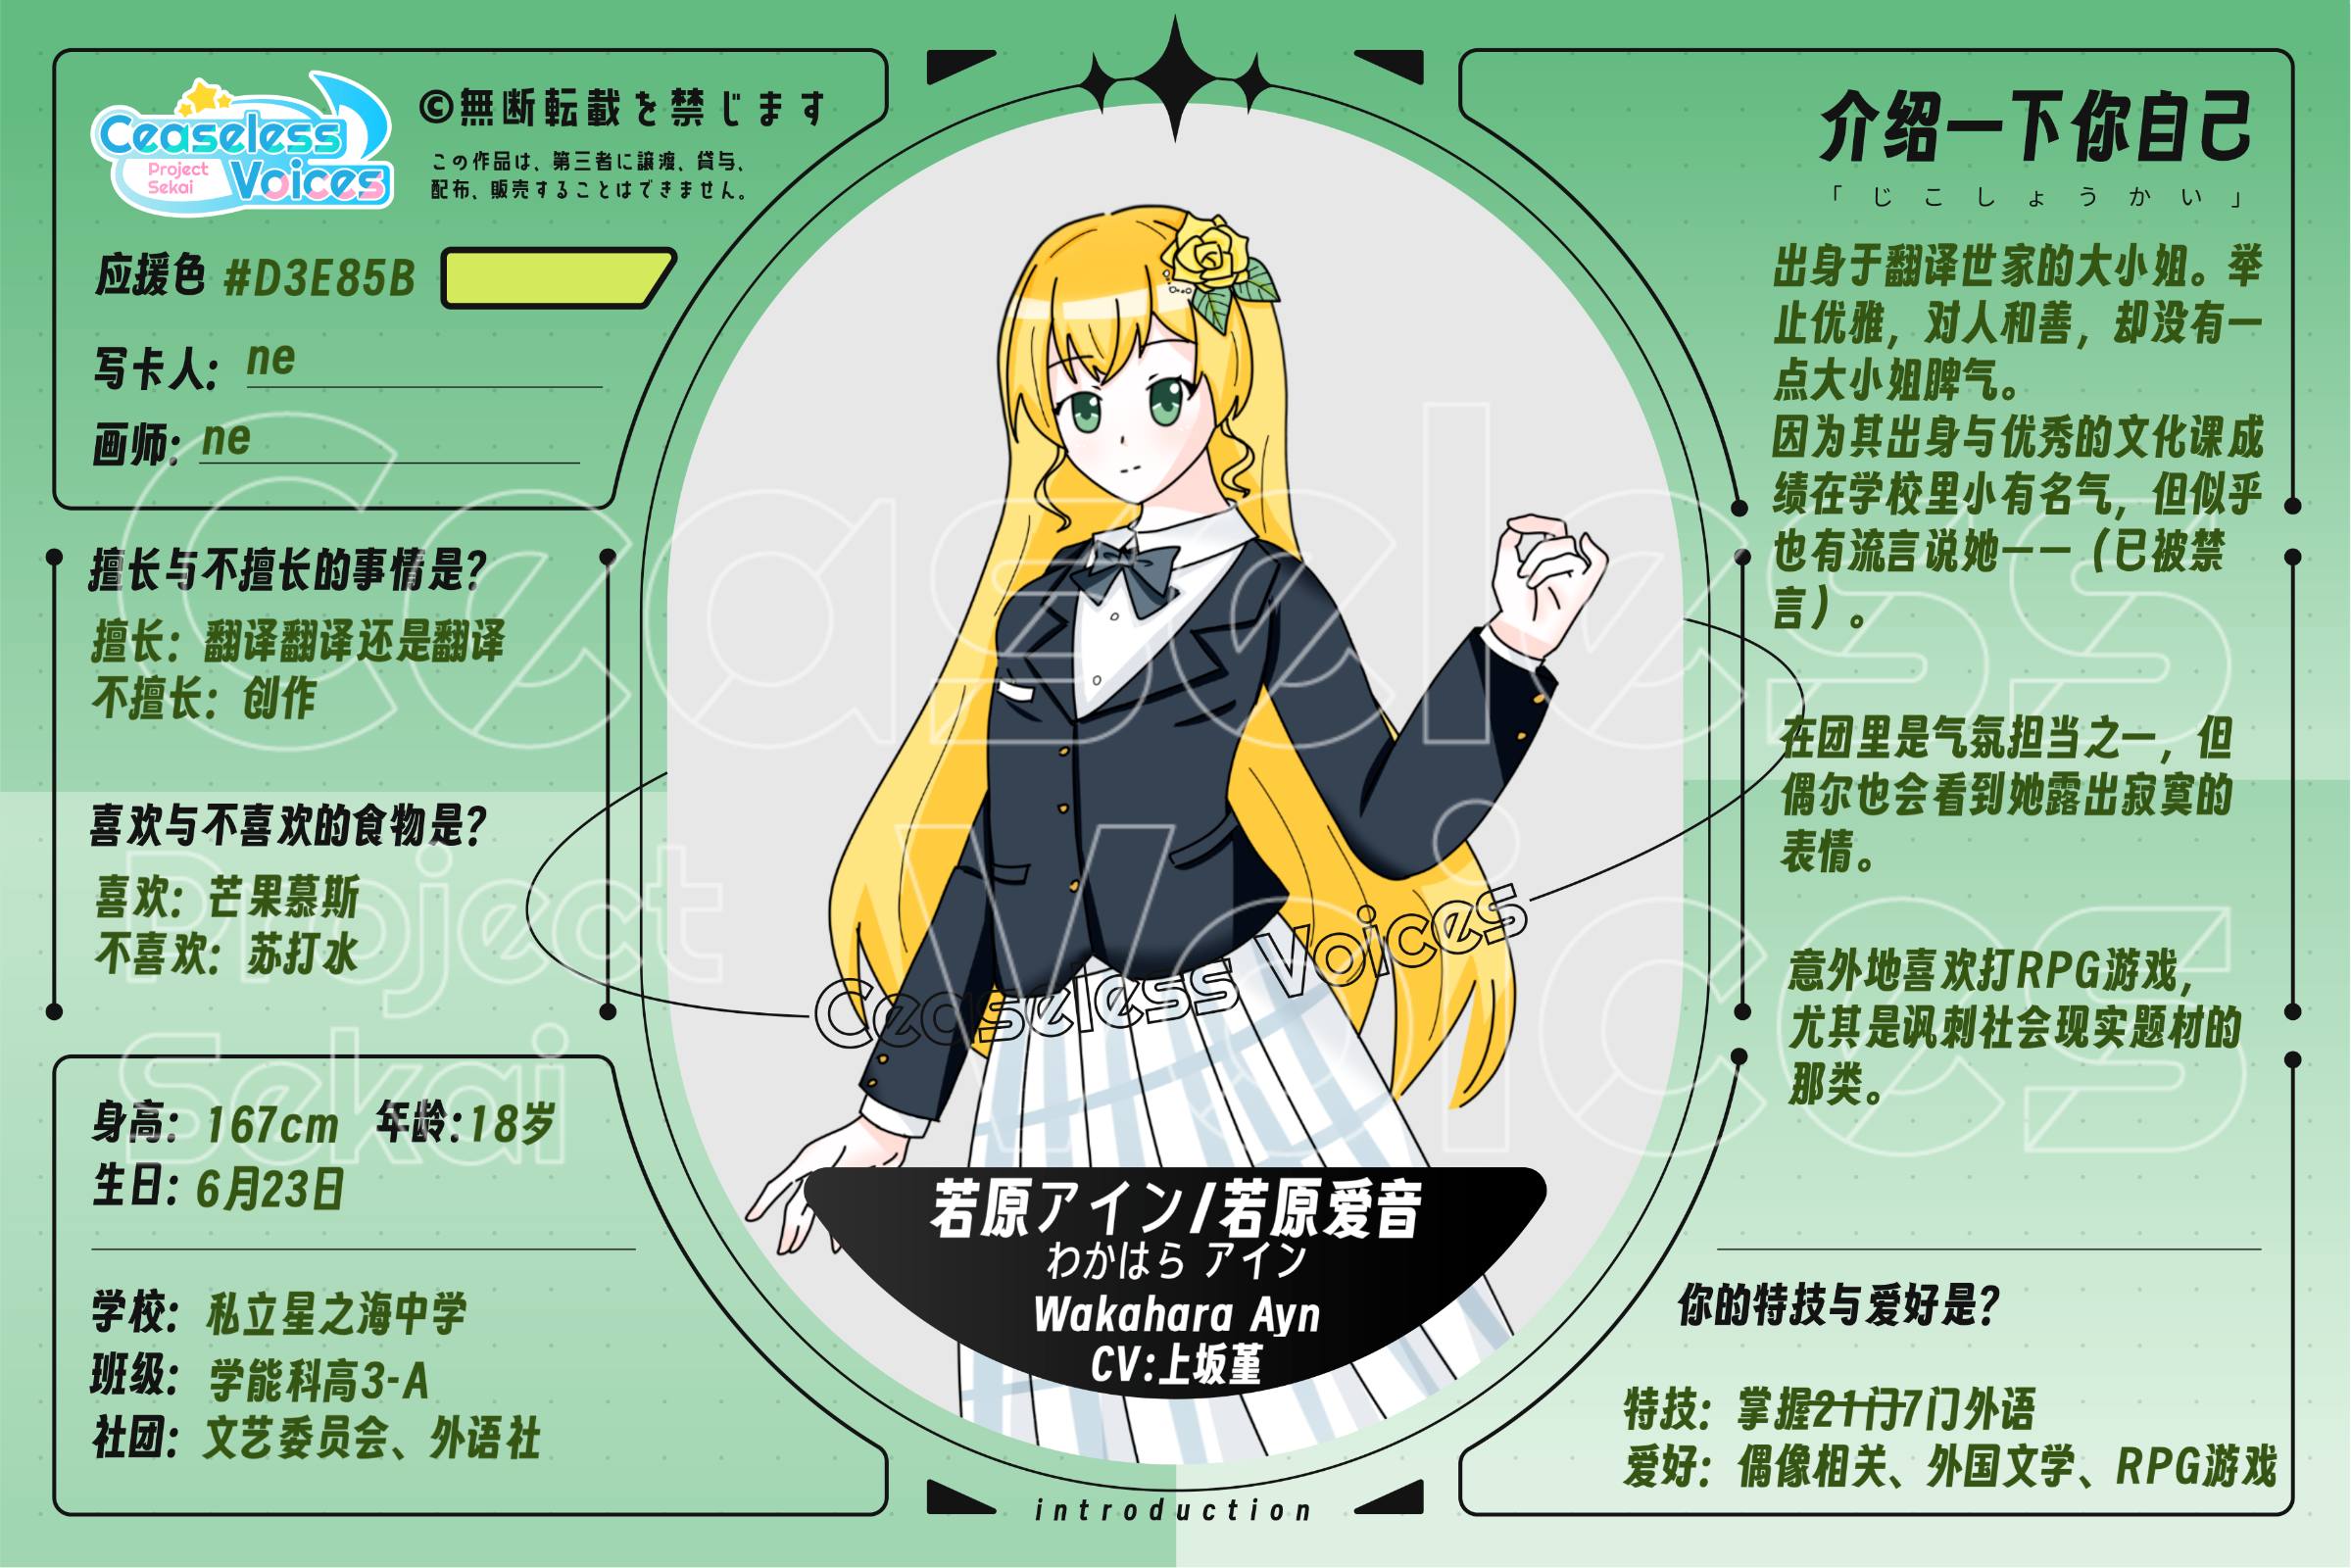 Ceaseless
Project
Sekai
Voices
©無断転載を禁じます
この作品は、第三者に譲渡、貸与、
配布、販売することはできません。
应援色 #D3E85B
写卡人: ne
画师: ne
擅长与不擅长的事情是?
擅长: 翻译翻译还是翻译
不擅长: 创作
喜欢与不喜欢的食物是?
喜欢: 芒果慕斯
不喜欢: 苏打水
身高: 167cm 年龄:18岁
生日: 6月23日
学校: 私立星之海中学
班级: 学能科高3-A
社团: 文艺委员会、外语社
Ceaseless Voices
若原アイン/若原爱音
わかはら アイン
Wakahara Ayn
CV:上坂堇
introduction
介绍一下你自己
「じこしょうかい」
出身于翻译世家的大小姐。举
止优雅，对人和善，却没有一
点大小姐脾气。
因为其出身与优秀的文化课成
绩在学校里小有名气，但似乎
也有流言说她——（已被禁
言）。
在团里是气氛担当之一，但
偶尔也会看到她露出寂寞的
表情。
意外地喜欢打RPG游戏，
尤其是讽刺社会现实题材的
那类。
你的特技与爱好是?
特技: 掌握21门7门外语
爱好: 偶像相关、外国文学、RPG游戏
Ceaseless
Project
Sekai
Voices